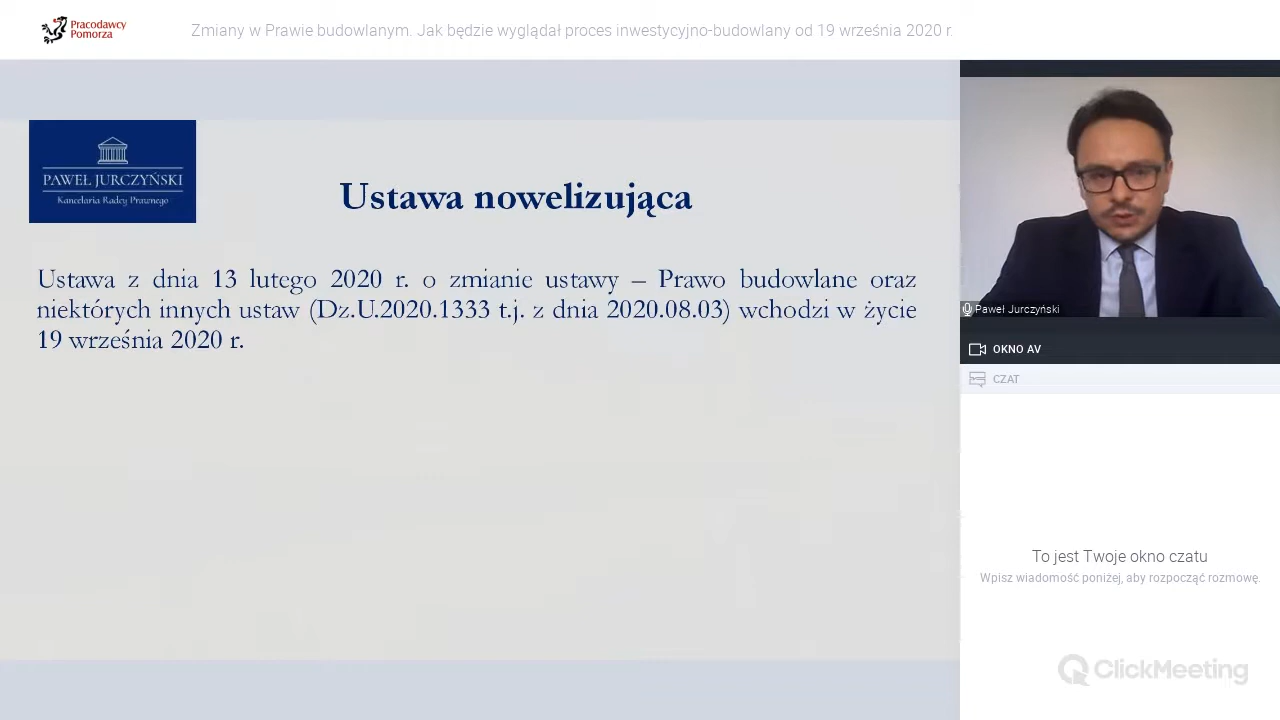 Pracodawcy
Pomorza
Zmiany w Prawie budowlanym. Jak będzie wyglądał proces inwestycyjno-budowlany od 19 września 2020 r.
PAWEŁ JURCZYŃSKI
Kancelaria Radcy Prawnego
Ustawa nowelizująca
Ustawa z dnia 13 lutego 2020 r. o zmianie ustawy – Prawo budowlane oraz
niektórych innych ustaw (Dz.U.2020.1333 t.j. z dnia 2020.08.03) wchodzi w życie
19 września 2020 r.
Paweł Jurczyński
OKNO AV
CZAT
To jest Twoje okno czatu
Wpisz wiadomość poniżej, aby rozpocząć rozmowę.
ClickMeeting